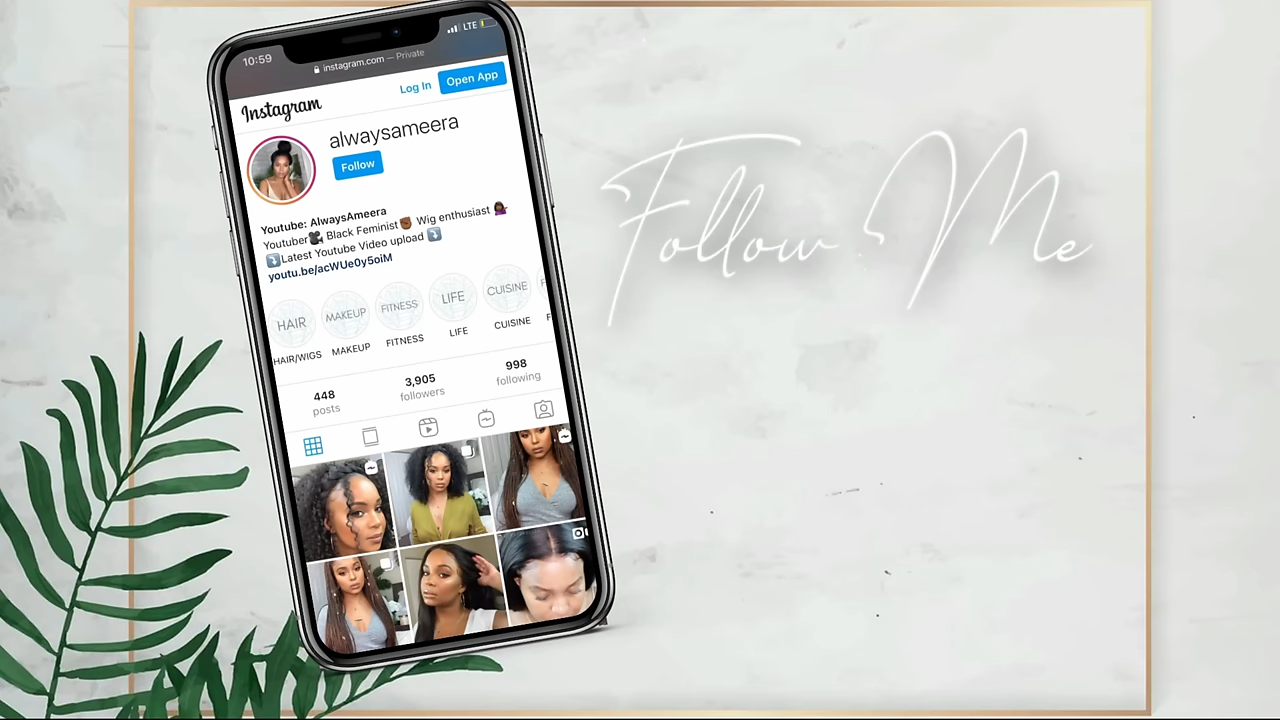 10:59
LTE
instagram.com — Private
Instagram
Log In
Open App
alwaysameera
Follow
Youtube: AlwaysAmeera
Youtuber🎥 Black Feminist✊🏾 Wig enthusiast 💁🏾‍♀️
⤵️Latest Youtube Video upload ⤵️
youtu.be/acWUe0y5oiM
HAIR
MAKEUP
FITNESS
LIFE
CUISINE
HAIR/WIGS
MAKEUP
FITNESS
LIFE
CUISINE
448
posts
3,905
followers
998
following
Follow Me